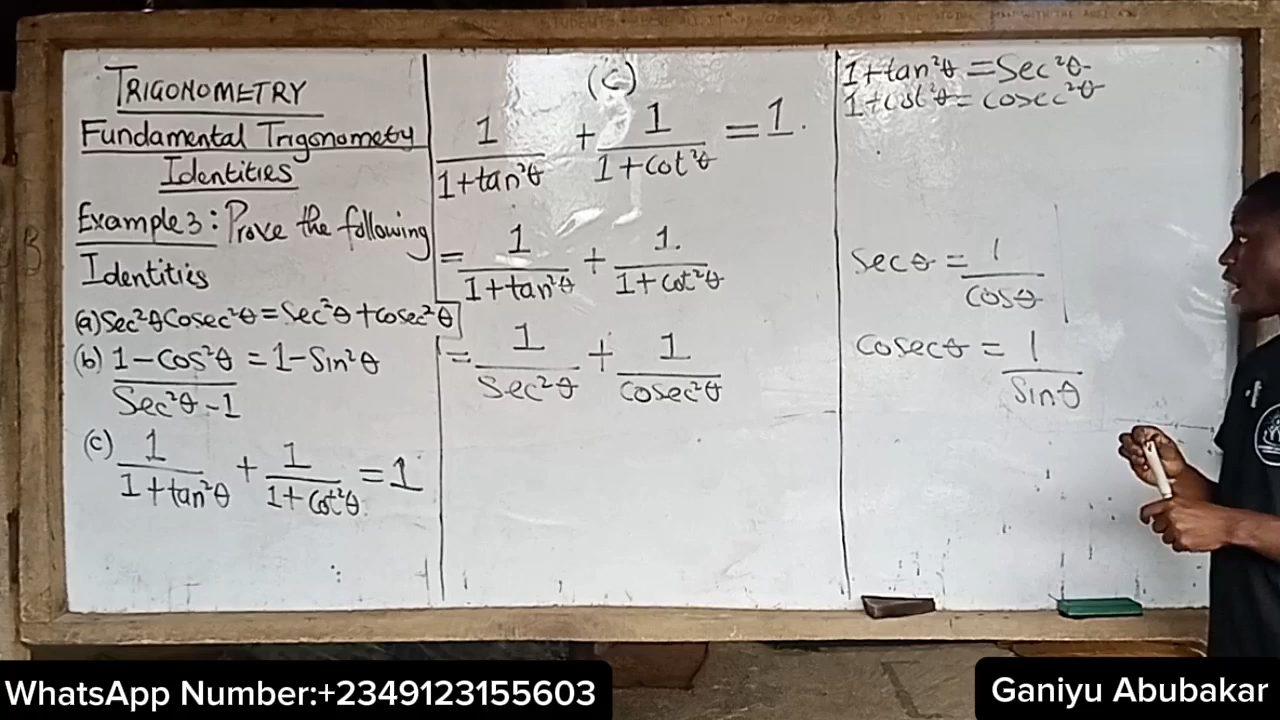 TRIGONOMETRY
Fundamental Trigonomety
Identities
Example 3: Prove the following
Identities
(a) Sec²θ Cosec²θ = Sec²θ + cosec²θ
(b) 1 - Cos²θ / Sec²θ - 1 = 1 - Sin²θ
(c) 1 / 1 + tan²θ + 1 / 1 + Cot²θ = 1
(C)
1 / 1 + tan²θ + 1 / 1 + Cot²θ = 1.
= 1 / 1 + tan²θ + 1. / 1 + cot²θ
= 1 / Sec²θ + 1 / cosec²θ
1 + tan²θ = Sec²θ
1 + cot²θ = cosec²θ
secθ = 1 / cosθ
cosecθ = 1 / Sinθ
WhatsApp Number:+2349123155603
Ganiyu Abubakar